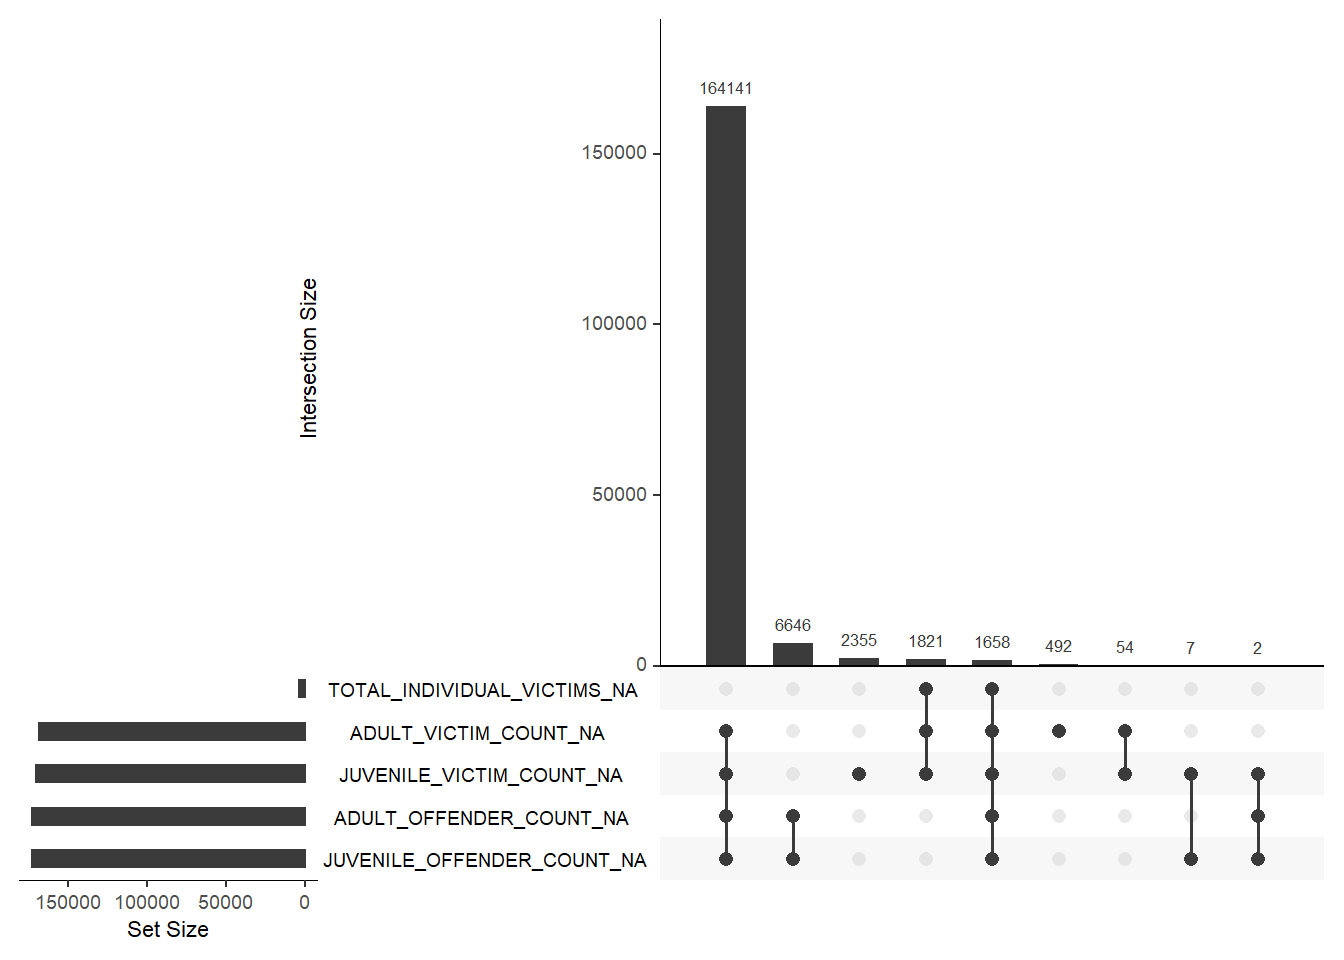 164141
150000
100000
Intersection Size
50000
6646
2355
1821
1658
492
54
7
2
0
TOTAL_INDIVIDUAL_VICTIMS_NA
ADULT_VICTIM_COUNT_NA
JUVENILE_VICTIM_COUNT_NA
ADULT_OFFENDER_COUNT_NA
JUVENILE_OFFENDER_COUNT_NA
150000 100000 50000 0
Set Size